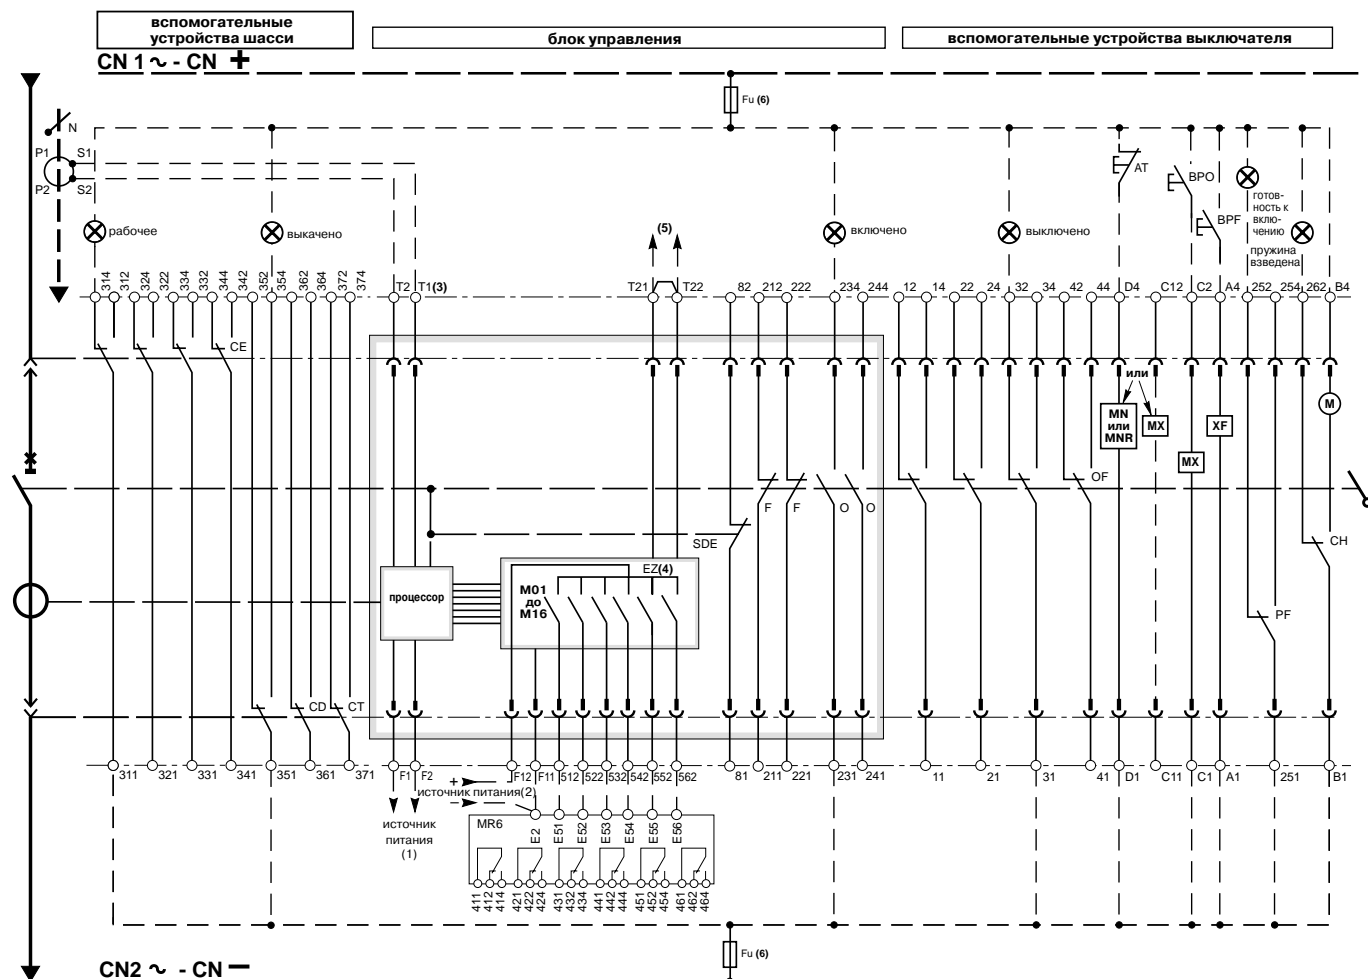 вспомогательные
устройства шасси
блок управления
вспомогательные устройства выключателя
CN 1 ~ - CN +
Fu (6)
N
P1 S1
P2 S2
AT
BPO
BPF
рабочее
выкачено
(5)
включено
выключено
готов-
ность к
вклю-
чению
пружина
взведена
314 312 324 322 334 332 344 342 352 354 362 364 372 374 T2 T1(3) T21 T22 82 212 222 234 244 12 14 22 24 32 34 42 44 D4 C12 C2 A4 252 254 262 B4
CE
или
MN
или
MNR
MX
XF
M
MX
F F O O OF
SDE
CH
EZ(4)
процессор
M01
до
M16
PF
CD CT
311 321 331 341 351 361 371 F1 F2 F12 F11 512 522 532 542 552 562 81 211 221 231 241 11 21 31 41 D1 C11 C1 A1 251 B1
+
источник питания(2)
−
источник
питания
(1)
MR6
E2 E51 E52 E53 E54 E55 E56
411 412 414 421 422 424 431 432 434 441 442 444 451 452 454 461 462 464
Fu (6)
CN2 ~ - CN −